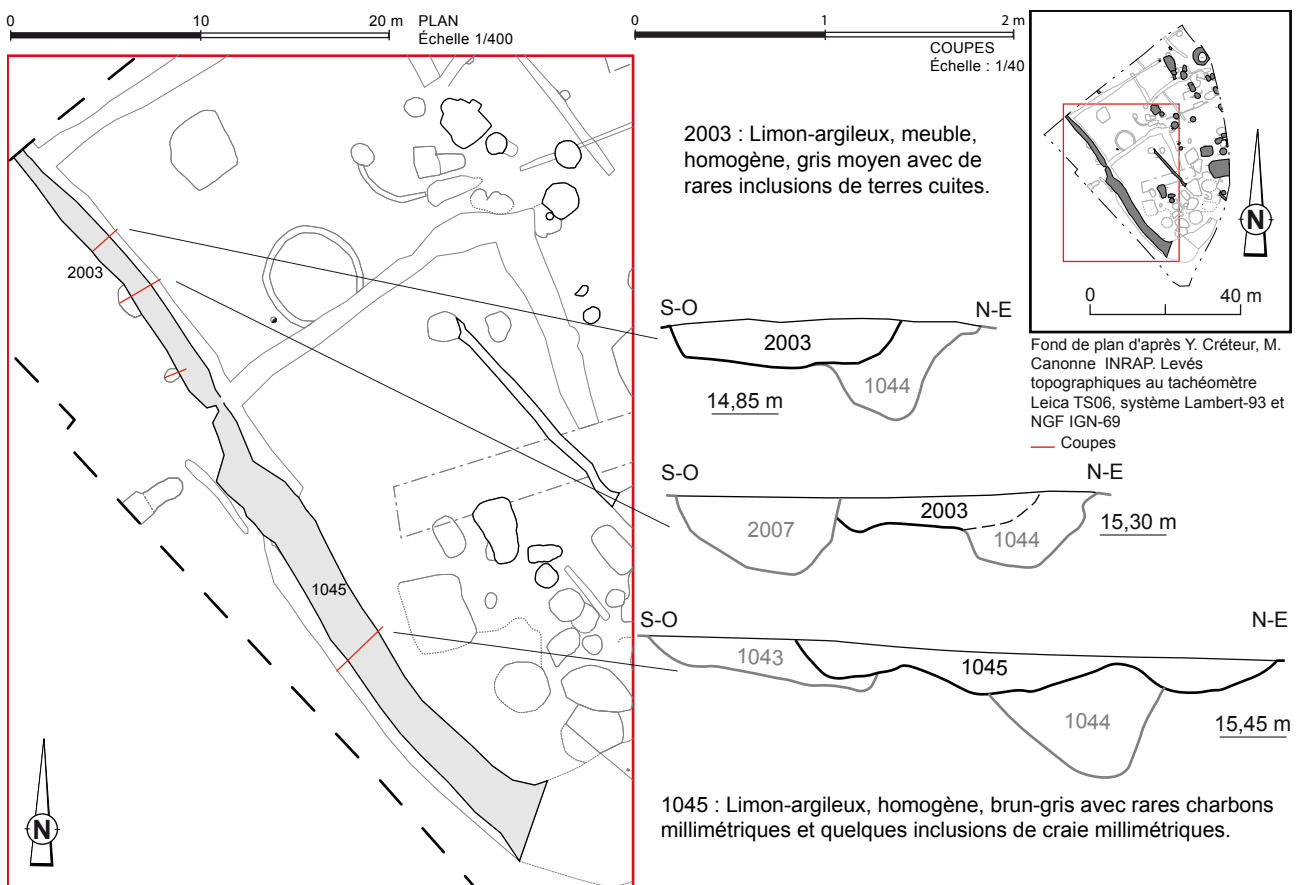 0 10 20 m
PLAN
Échelle 1/400
0 1 2 m
COUPES
Échelle : 1/40
2003
1045
N
2003 : Limon-argileux, meuble,
homogène, gris moyen avec de
rares inclusions de terres cuites.
N
0 40 m
Fond de plan d'après Y. Créteur, M.
Canonne INRAP. Levés
topographiques au tachéomètre
Leica TS06, système Lambert-93 et
NGF IGN-69
Coupes
S-O N-E
2003
1044
14,85 m
S-O N-E
2007
2003
1044
15,30 m
S-O N-E
1043
1045
1044
15,45 m
1045 : Limon-argileux, homogène, brun-gris avec rares charbons
millimétriques et quelques inclusions de craie millimétriques.